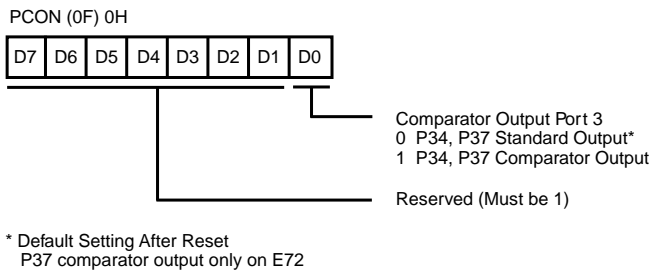 PCON (0F) 0H
D7 D6 D5 D4 D3 D2 D1 D0
Comparator Output Port 3
0 P34, P37 Standard Output*
1 P34, P37 Comparator Output
Reserved (Must be 1)
* Default Setting After Reset
P37 comparator output only on E72